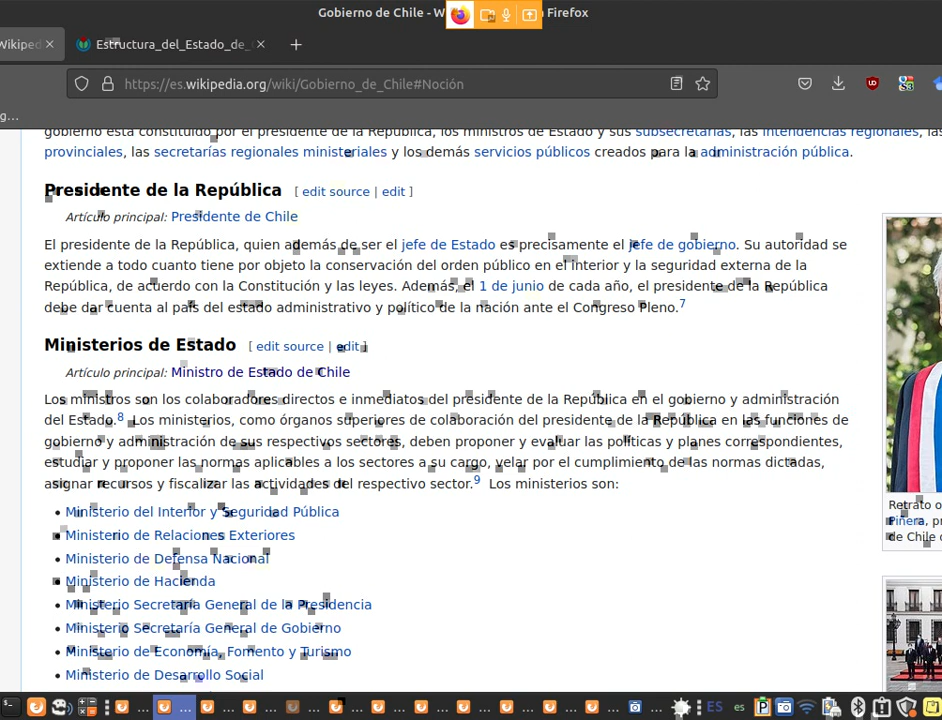 Gobierno de Chile - W
Firefox
Wikiped
Estructura_del_Estado_de_
https://es.wikipedia.org/wiki/Gobierno_de_Chile#Noción
g...
gobierno está constituido por el presidente de la República, los ministros de Estado y sus subsecretarías, las intendencias regionales, las
provinciales, las secretarías regionales ministeriales y los demás servicios públicos creados para la administración pública.
Presidente de la República [ edit source | edit ]
Artículo principal: Presidente de Chile
El presidente de la República, quien además de ser el jefe de Estado es precisamente el jefe de gobierno. Su autoridad se
extiende a todo cuanto tiene por objeto la conservación del orden público en el interior y la seguridad externa de la
República, de acuerdo con la Constitución y las leyes. Además, el 1 de junio de cada año, el presidente de la República
debe dar cuenta al país del estado administrativo y político de la nación ante el Congreso Pleno.7
Ministerios de Estado [ edit source | edit ]
Artículo principal: Ministro de Estado de Chile
Los ministros son los colaboradores directos e inmediatos del presidente de la República en el gobierno y administración
del Estado.8 Los ministerios, como órganos superiores de colaboración del presidente de la República en las funciones de
gobierno y administración de sus respectivos sectores, deben proponer y evaluar las políticas y planes correspondientes,
estudiar y proponer las normas aplicables a los sectores a su cargo, velar por el cumplimiento de las normas dictadas,
asignar recursos y fiscalizar las actividades del respectivo sector.9 Los ministerios son:
• Ministerio del Interior y Seguridad Pública
• Ministerio de Relaciones Exteriores
• Ministerio de Defensa Nacional
• Ministerio de Hacienda
• Ministerio Secretaría General de la Presidencia
• Ministerio Secretaría General de Gobierno
• Ministerio de Economía, Fomento y Turismo
• Ministerio de Desarrollo Social
Retrato o
Piñera, pr
de Chile
ES es